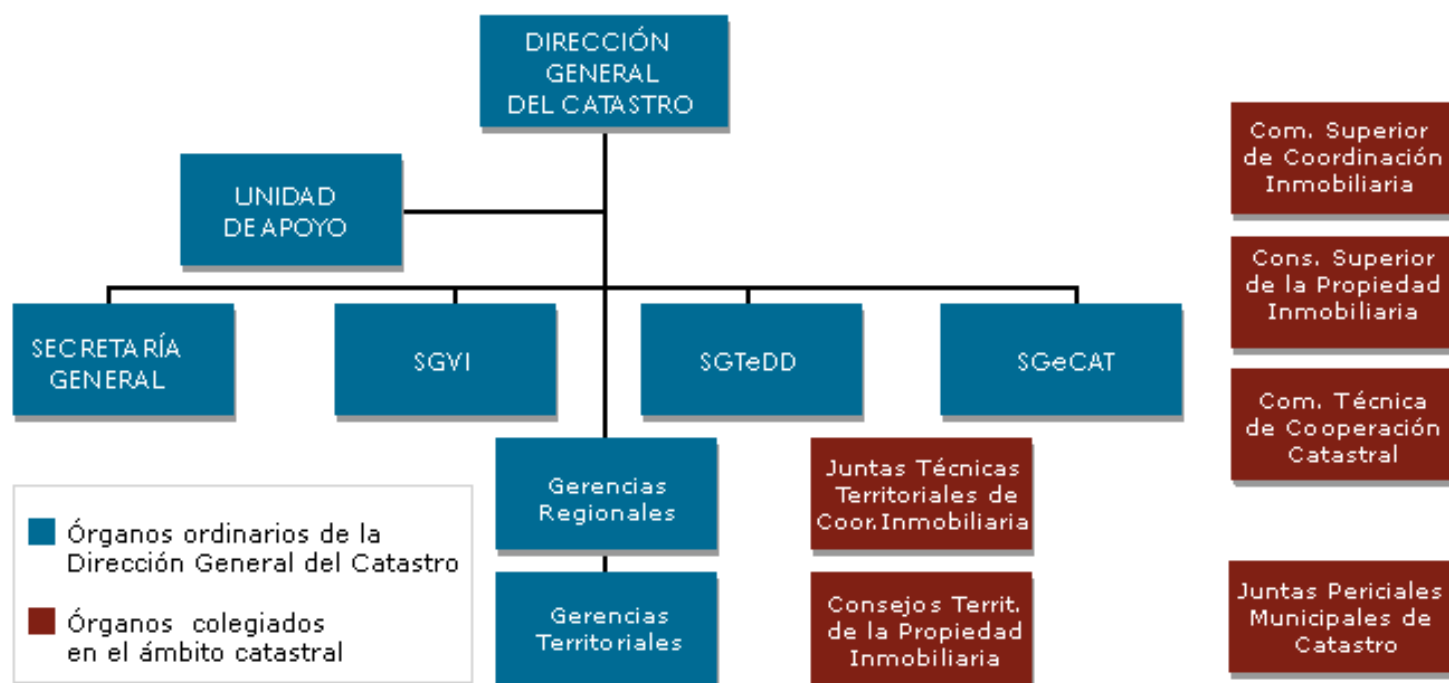 DIRECCIÓN
GENERAL
DEL CATASTRO
UNIDAD
DE APOYO
SECRETARÍA
GENERAL
SGVI
SGTeDD
SGeCAT
Gerencias
Regionales
Gerencias
Territoriales
Juntas Técnicas
Territoriales de
Coor.Inmobiliaria
Consejos Territ.
de la Propiedad
Inmobiliaria
Com. Superior
de Coordinación
Inmobiliaria
Cons. Superior
de la Propiedad
Inmobiliaria
Com. Técnica
de Cooperación
Catastral
Juntas Periciales
Municipales de
Catastro
Órganos ordinarios de la
Dirección General del Catastro
Órganos colegiados
en el ámbito catastral